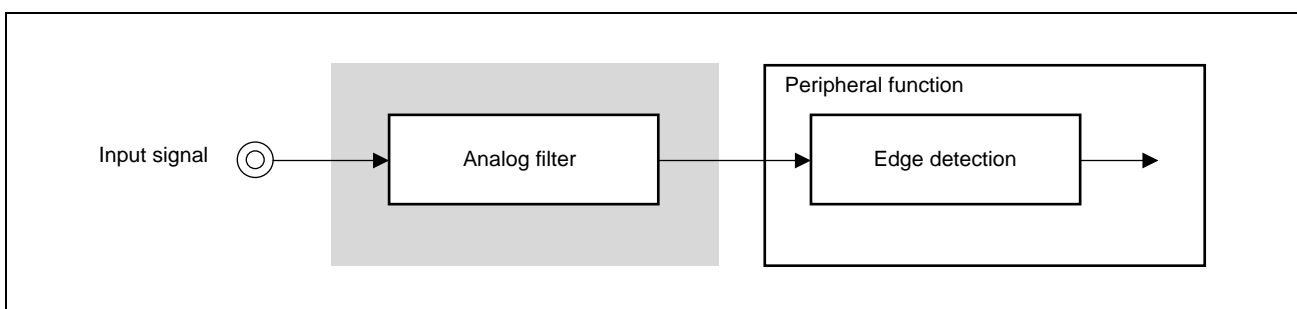 Peripheral function
Input signal
Analog filter
Edge detection